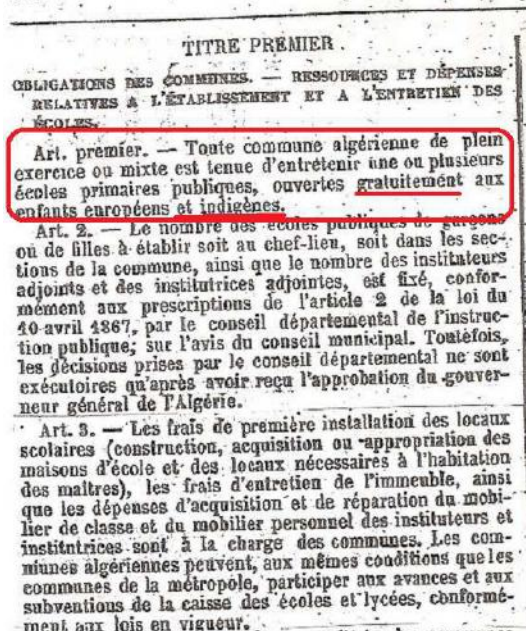 TITRE PREMIER.
OBLIGATIONS DES COMMUNES. — RESSOURCES ET DÉPENSES
RELATIVES A L'ÉTABLISSEMENT ET A L'ENTRETIEN DES
ÉCOLES.
Art. premier. — Toute commune algérienne de plein
exercice ou mixte est tenue d'entretenir une ou plusieurs
écoles primaires publiques, ouvertes gratuitement aux
enfants européens et indigènes.
Art. 2. — Le nombre des écoles publiques de garçons
ou de filles à établir soit au chef-lieu, soit dans les sec-
tions de la commune, ainsi que le nombre des instituteurs
adjoints et des institutrices adjointes, est fixé, confor-
mément aux prescriptions de l'article 2 de la loi du
10 avril 1867, par le conseil départemental de l'instruc-
tion publique, sur l'avis du conseil municipal. Toutefois,
les décisions prises par le conseil départemental ne sont
exécutoires qu'après avoir reçu l'approbation du gouver-
neur général de l'Algérie.
Art. 3. — Les frais de première installation des locaux
scolaires (construction, acquisition ou appropriation des
maisons d'école et des locaux nécessaires à l'habitation
des maîtres), les frais d'entretien de l'immeuble, ainsi
que les dépenses d'acquisition et de réparation du mobi-
lier de classe et du mobilier personnel des instituteurs et
institutrices sont à la charge des communes. Les com-
munes algériennes peuvent, aux mêmes conditions que les
communes de la métropole, participer aux avances et aux
subventions de la caisse des écoles et lycées, conformé-
ment aux lois en vigueur.